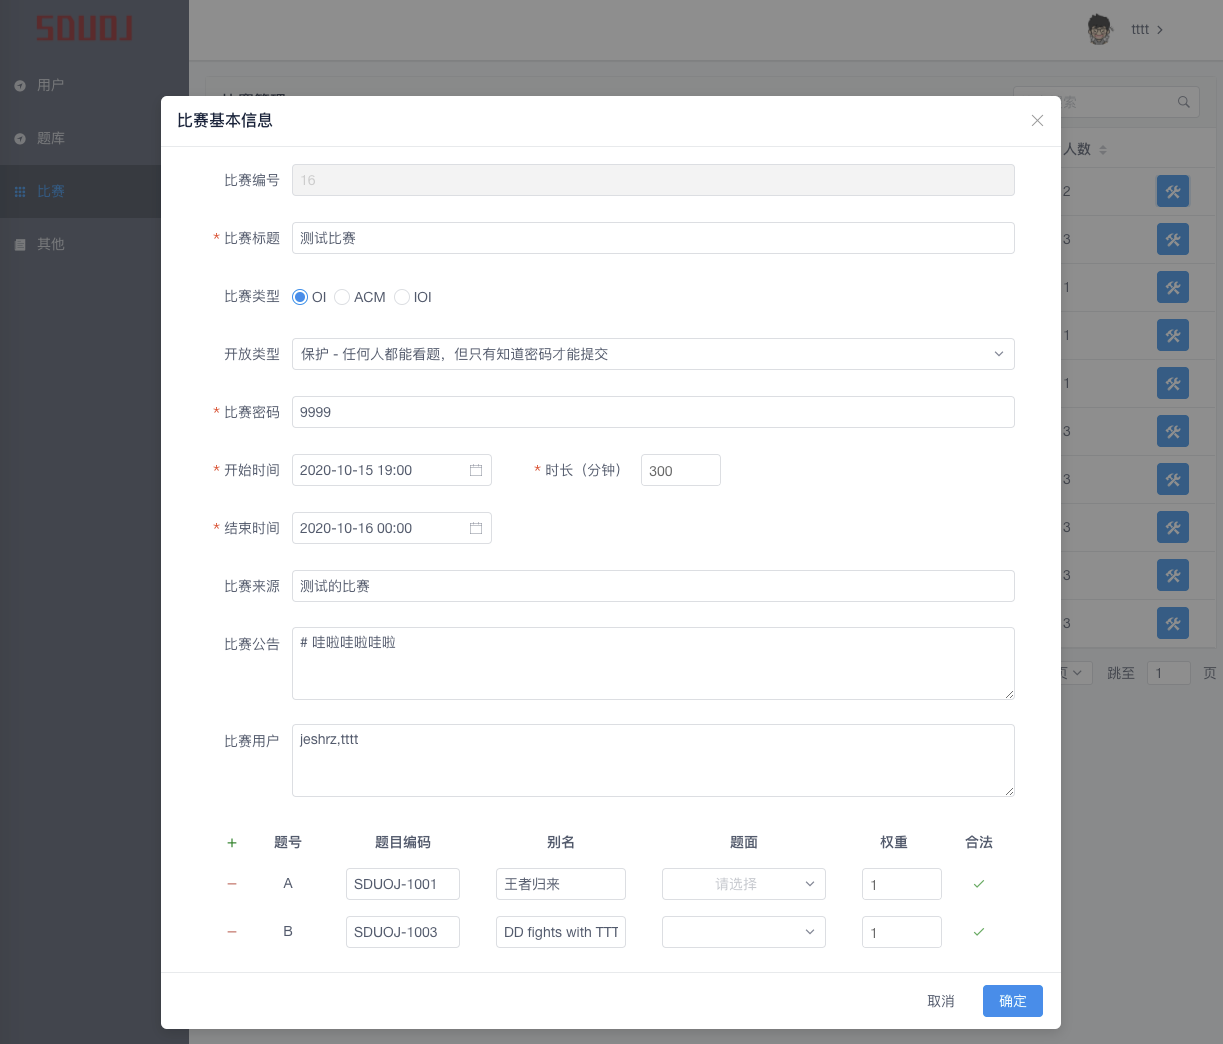 SDUOJ
tttt
用户
题库
比赛
其他
索
人数
2
3
1
1
1
3
3
3
3
3
页
跳至
1
页
比赛基本信息
比赛编号
16
* 比赛标题
测试比赛
比赛类型
OI ACM IOI
开放类型
保护 - 任何人都能看题，但只有知道密码才能提交
* 比赛密码
9999
* 开始时间
2020-10-15 19:00
* 时长（分钟）
300
* 结束时间
2020-10-16 00:00
比赛来源
测试的比赛
比赛公告
# 哇啦哇啦哇啦
比赛用户
jeshrz,tttt
+ 题号 题目编码 别名 题面 权重 合法
− A SDUOJ-1001 王者归来 请选择 1
− B SDUOJ-1003 DD fights with TTT 1
取消 确定